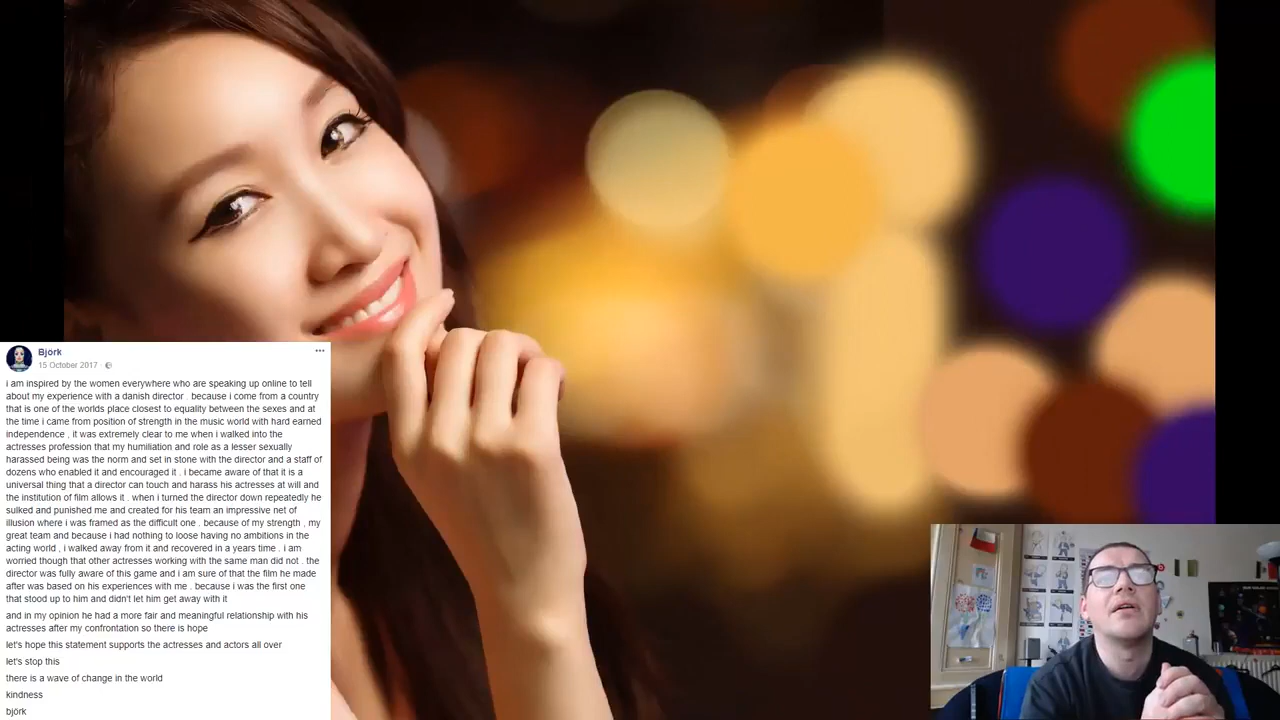 Björk
15 October 2017 ·
i am inspired by the women everywhere who are speaking up online to tell
about my experience with a danish director . because i come from a country
that is one of the worlds place closest to equality between the sexes and at
the time i came from position of strength in the music world with hard earned
independence , it was extremely clear to me when i walked into the
actresses profession that my humiliation and role as a lesser sexually
harassed being was the norm and set in stone with the director and a staff of
dozens who enabled it and encouraged it . i became aware of that it is a
universal thing that a director can touch and harass his actresses at will and
the institution of film allows it . when i turned the director down repeatedly he
sulked and punished me and created for his team an impressive net of
illusion where i was framed as the difficult one . because of my strength , my
great team and because i had nothing to loose having no ambitions in the
acting world , i walked away from it and recovered in a years time . i am
worried though that other actresses working with the same man did not . the
director was fully aware of this game and i am sure of that the film he made
after was based on his experiences with me . because i was the first one
that stood up to him and didn't let him get away with it
and in my opinion he had a more fair and meaningful relationship with his
actresses after my confrontation so there is hope
let's hope this statement supports the actresses and actors all over
let's stop this
there is a wave of change in the world
kindness
björk